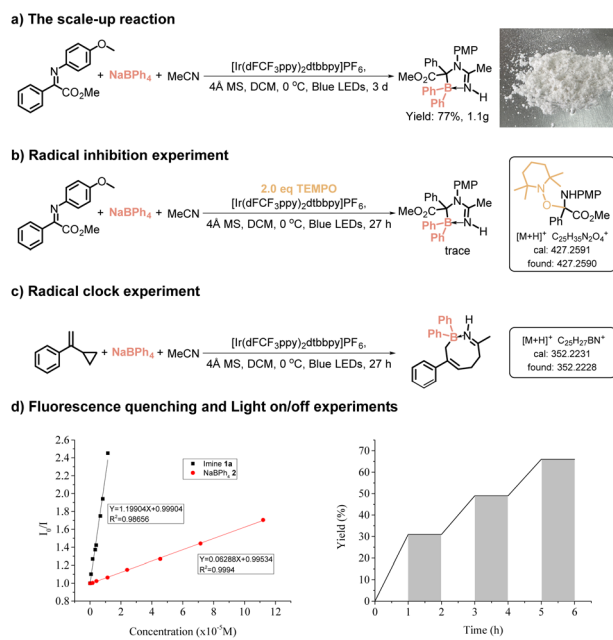 a) The scale-up reaction
O
N
CO2Me
+ NaBPh4 + MeCN
[Ir(dFCF3ppy)2dtbbpy]PF6,
4Å MS, DCM, 0 °C, Blue LEDs, 3 d
PMP
Ph
N
Me
MeO2C
Ph
B
N
Ph
H
Yield: 77%, 1.1g
b) Radical inhibition experiment
O
N
CO2Me
+ NaBPh4 + MeCN
2.0 eq TEMPO
[Ir(dFCF3ppy)2dtbbpy]PF6,
4Å MS, DCM, 0 °C, Blue LEDs, 27 h
PMP
Ph
N
Me
MeO2C
Ph
B
N
Ph
H
trace
N
O
NHPMP
Ph
CO2Me
[M+H]+ C25H35N2O4+
cal: 427.2591
found: 427.2590
c) Radical clock experiment
+ NaBPh4 + MeCN
[Ir(dFCF3ppy)2dtbbpy]PF6,
4Å MS, DCM, 0 °C, Blue LEDs, 27 h
Ph
Ph
B
N
H
[M+H]+ C25H27BN+
cal: 352.2231
found: 352.2228
d) Fluorescence quenching and Light on/off experiments
I0/I
2.6
2.4
2.2
2.0
1.8
1.6
1.4
1.2
1.0
0.8
Imine 1a
NaBPh4 2
Y=1.19904X+0.99904
R2=0.98656
Y=0.06288X+0.99534
R2=0.9994
0 2 4 6 8 10 12
Concentration (x10-5M)
Yield (%)
70
60
50
40
30
20
10
0
0 1 2 3 4 5 6
Time (h)